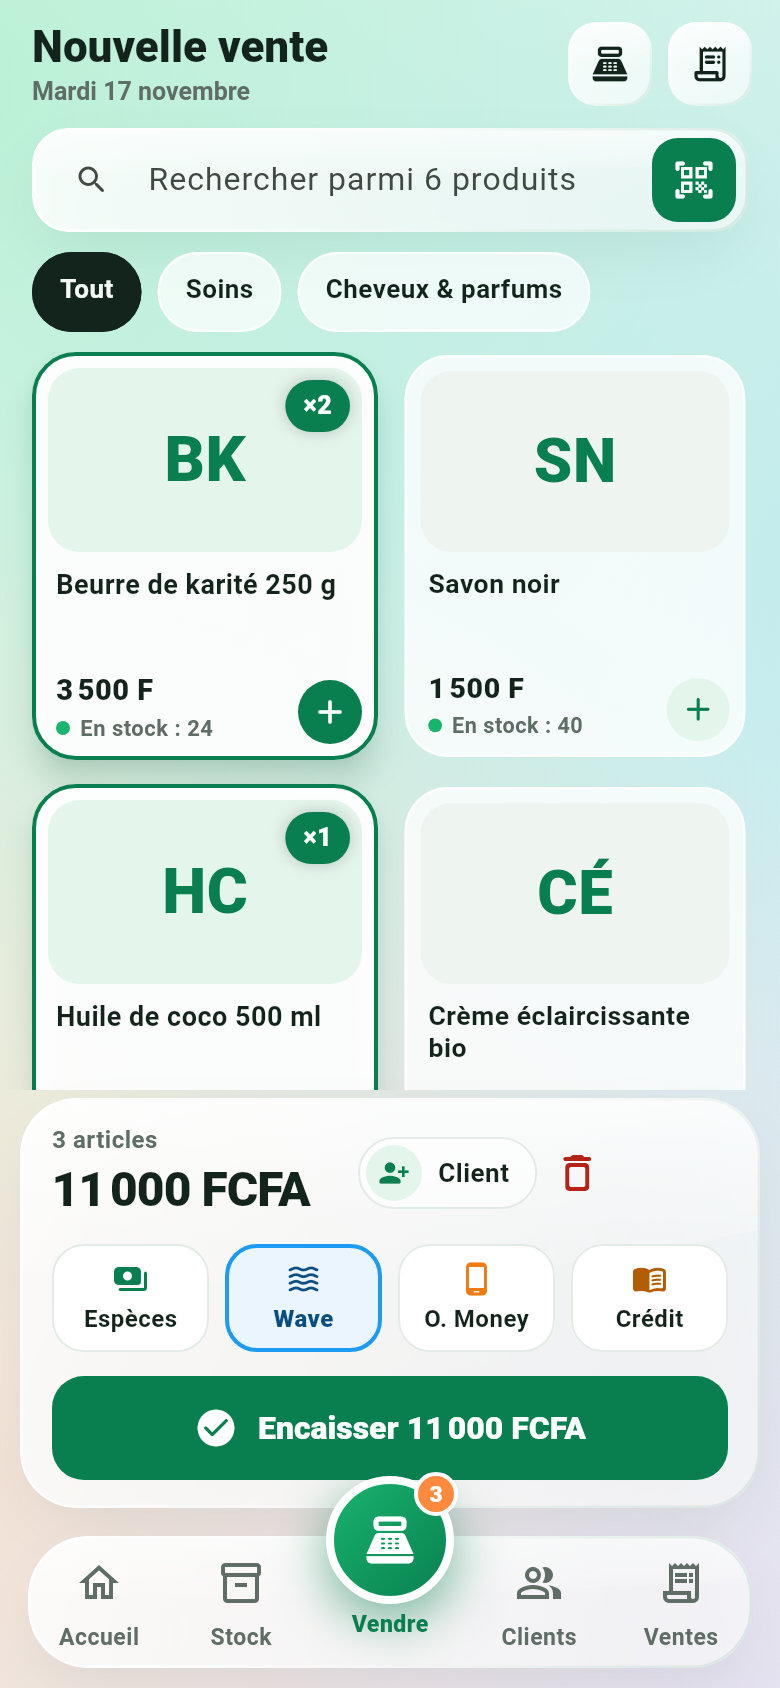 Nouvelle vente
Mardi 17 novembre
Rechercher parmi 6 produits
Tout
Soins
Cheveux & parfums
×2
BK
Beurre de karité 250 g
3 500 F
En stock : 24
SN
Savon noir
1 500 F
En stock : 40
×1
HC
Huile de coco 500 ml
CÉ
Crème éclaircissante
bio
3 articles
11 000 FCFA
Client
Espèces
Wave
O. Money
Crédit
Encaisser 11 000 FCFA
3
Accueil
Stock
Vendre
Clients
Ventes